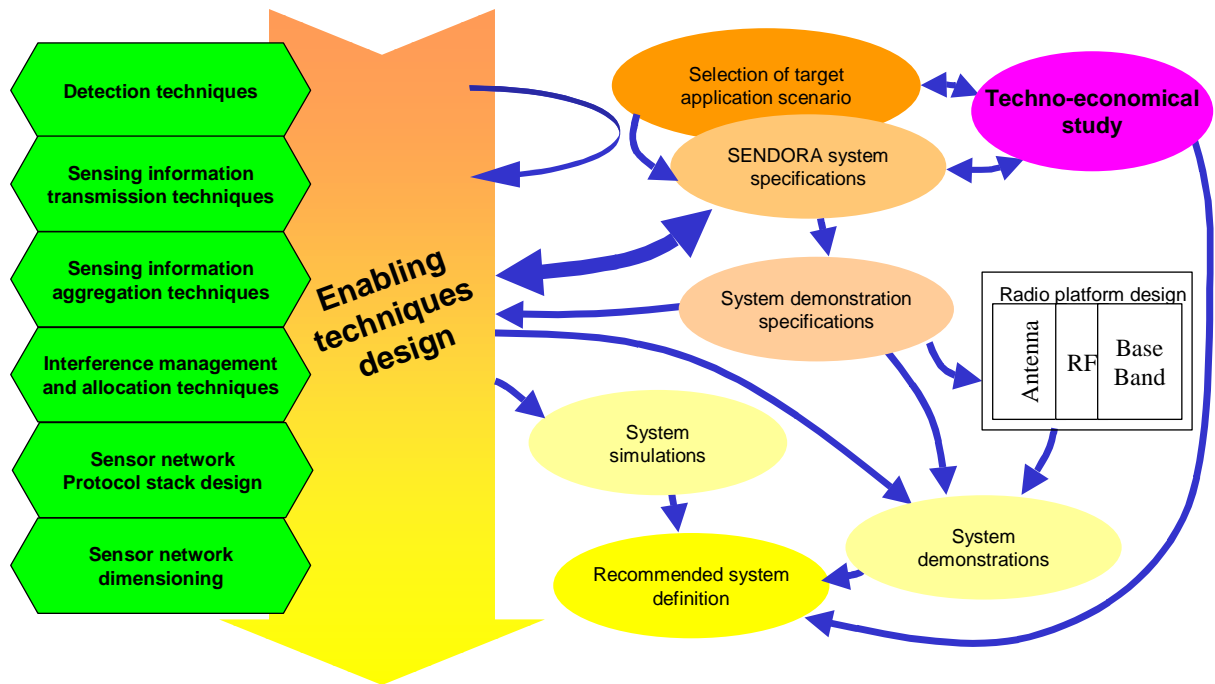 Detection techniques
Sensing information
transmission techniques
Sensing information
aggregation techniques
Interference management
and allocation techniques
Sensor network
Protocol stack design
Sensor network
dimensioning
Enabling
techniques
design
Selection of target
application scenario
Techno-economical
study
SENDORA system
specifications
System demonstration
specifications
Radio platform design
Antenna
RF
Base
Band
System
simulations
System
demonstrations
Recommended system
definition